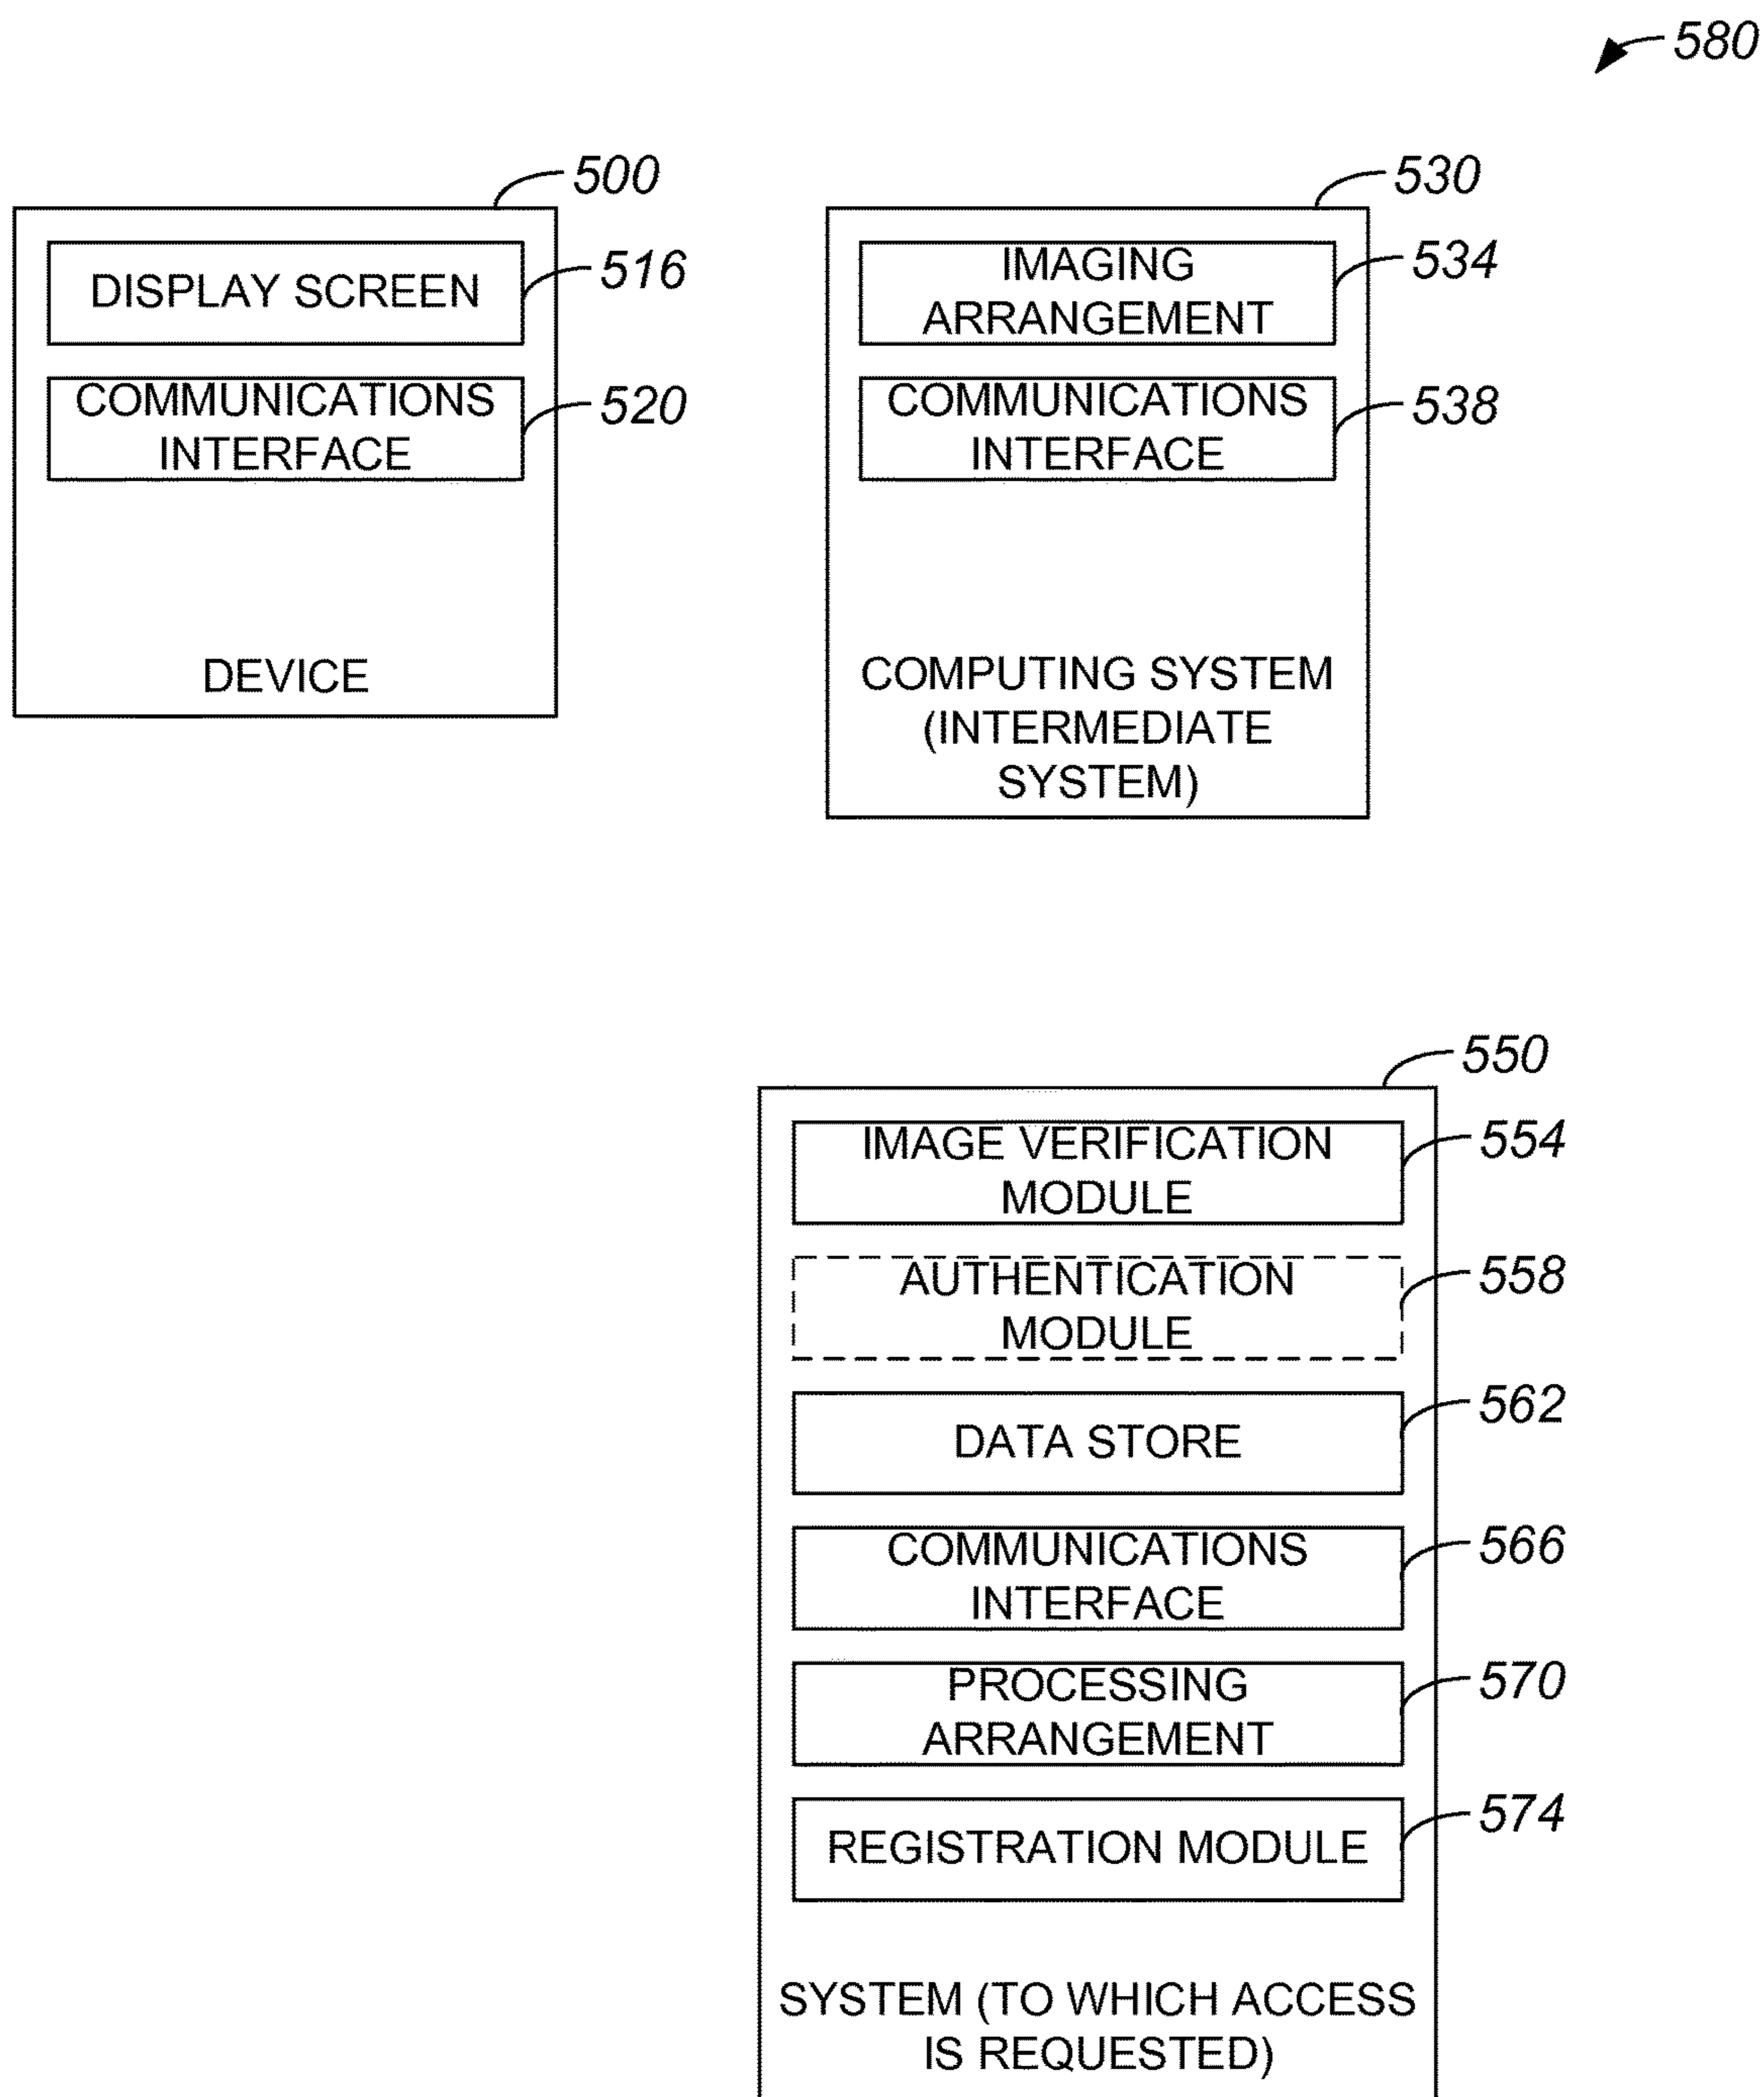 580
500
DISPLAY SCREEN
516
COMMUNICATIONS
INTERFACE
520
DEVICE
530
IMAGING
ARRANGEMENT
534
COMMUNICATIONS
INTERFACE
538
COMPUTING SYSTEM
(INTERMEDIATE
SYSTEM)
550
IMAGE VERIFICATION
MODULE
554
AUTHENTICATION
MODULE
558
DATA STORE
562
COMMUNICATIONS
INTERFACE
566
PROCESSING
ARRANGEMENT
570
REGISTRATION MODULE
574
SYSTEM (TO WHICH ACCESS
IS REQUESTED)